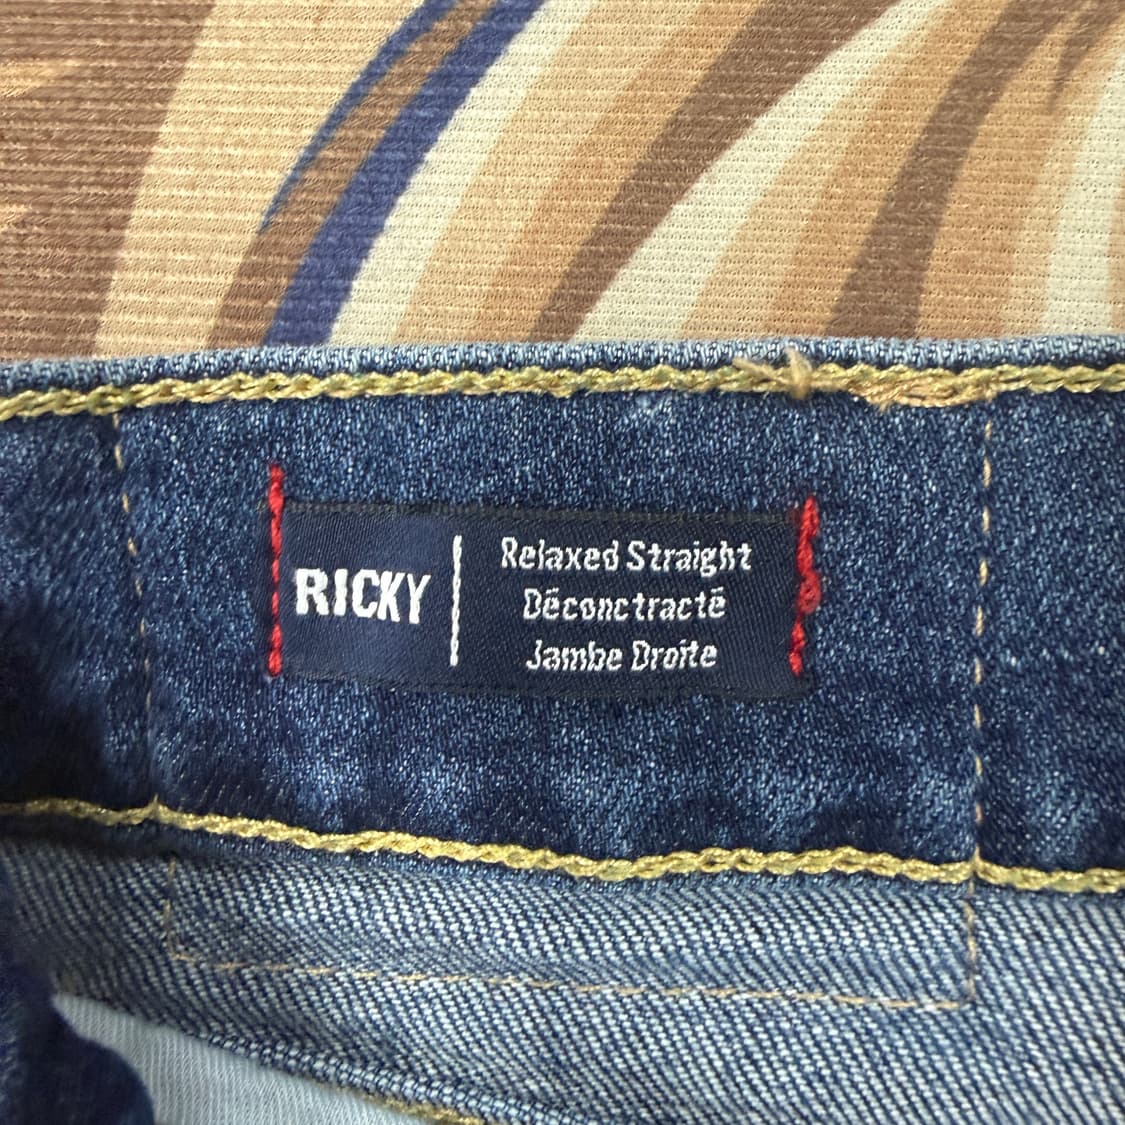 RICKY
Relaxed Straight
Déconctracté
Jambe Droite